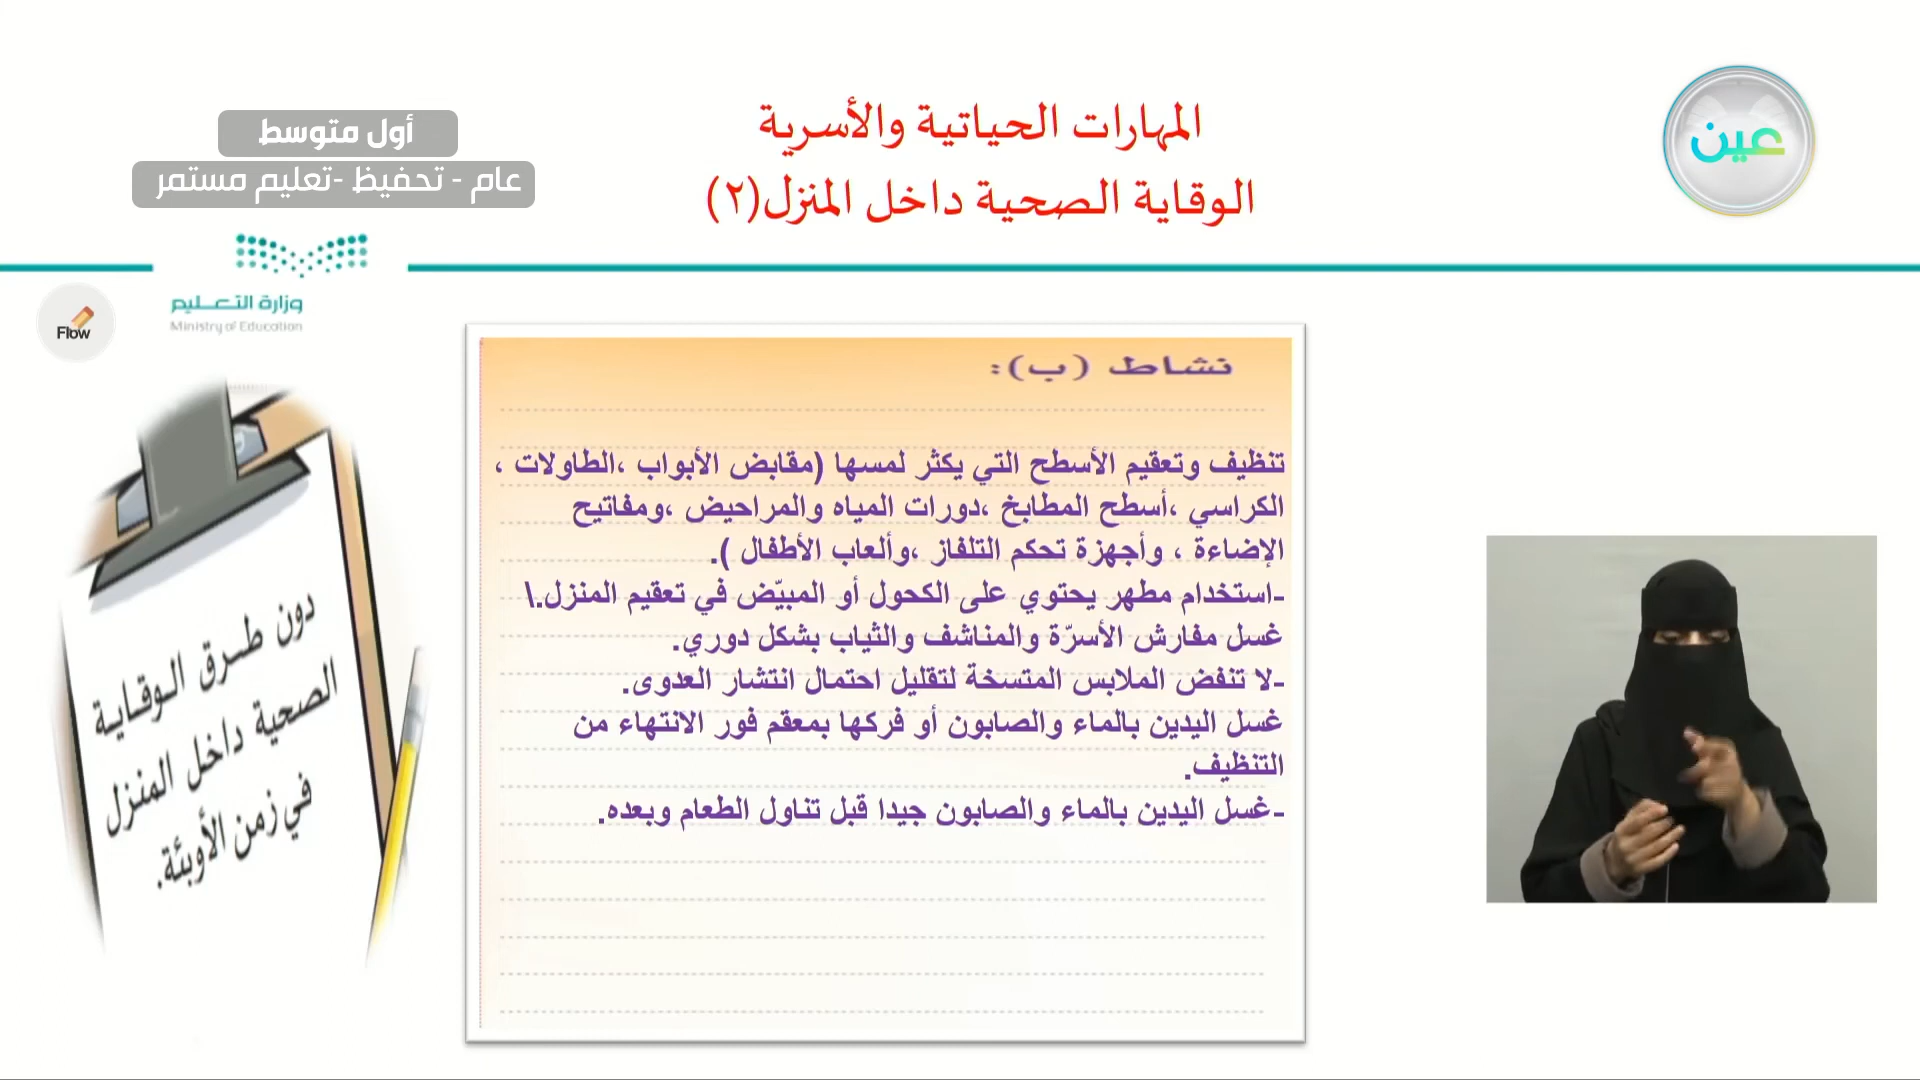 المهارات الحياتية والأسرية
الوقاية الصحية داخل المنزل(٢)
عين
أول متوسط
عام - تحفيظ -تعليم مستمر
وزارة التعليم
Ministry of Education
Flow
نشاط (ب):
تنظيف وتعقيم الأسطح التي يكثر لمسها (مقابض الأبواب ،الطاولات ،
الكراسي ،أسطح المطابخ ،دورات المياه والمراحيض ،ومفاتيح
الإضاءة ، وأجهزة تحكم التلفاز ،وألعاب الأطفال ).
-استخدام مطهر يحتوي على الكحول أو المبيّض في تعقيم المنزل.\
غسل مفارش الأسرّة والمناشف والثياب بشكل دوري.
-لا تنفض الملابس المتسخة لتقليل احتمال انتشار العدوى.
غسل اليدين بالماء والصابون أو فركها بمعقم فور الانتهاء من
التنظيف.
-غسل اليدين بالماء والصابون جيدا قبل تناول الطعام وبعده.
دون طرق الوقاية
الصحية داخل المنزل
في زمن الأوبئة.